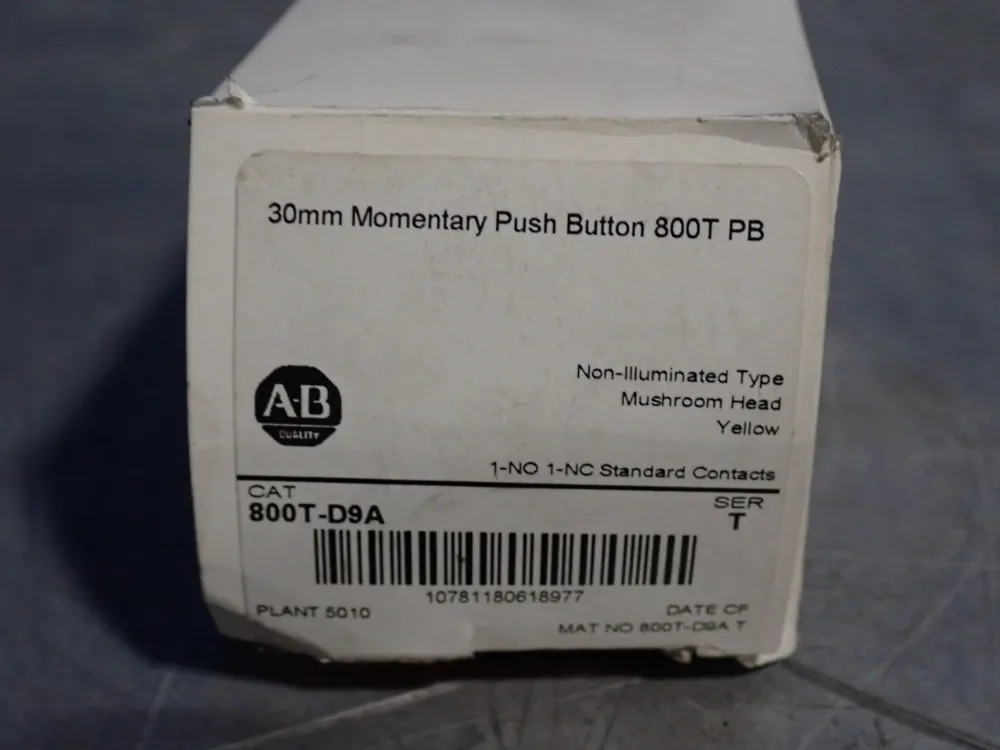 30mm Momentary Push Button 800T PB
Non-Illuminated Type
Mushroom Head
Yellow
A-B
QUALITY
1-NO 1-NC Standard Contacts
CAT
800T-D9A
SER
T
10781180618977
PLANT 5010
DATE CF
MAT NO 800T-D9A T